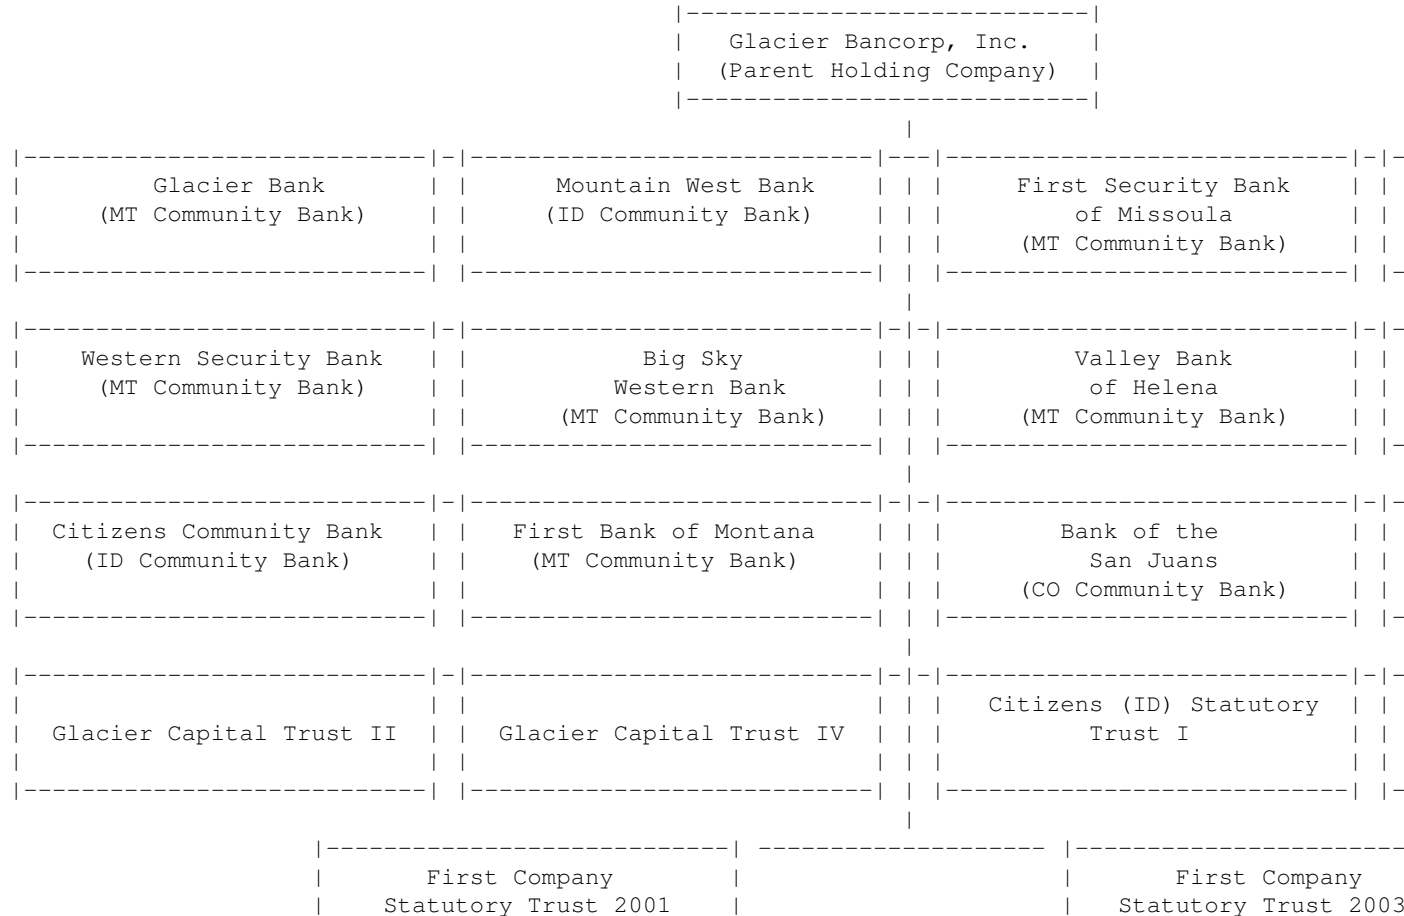 Glacier Bancorp, Inc.
(Parent Holding Company)
Glacier Bank Mountain West Bank First Security Bank
(MT Community Bank) (ID Community Bank) of Missoula
(MT Community Bank)
Western Security Bank Big Sky Valley Bank
(MT Community Bank) Western Bank of Helena
(MT Community Bank) (MT Community Bank)
Citizens Community Bank First Bank of Montana Bank of the
(ID Community Bank) (MT Community Bank) San Juans
(CO Community Bank)
Citizens (ID) Statutory
Glacier Capital Trust II Glacier Capital Trust IV Trust I
First Company First Company
Statutory Trust 2001 Statutory Trust 2003